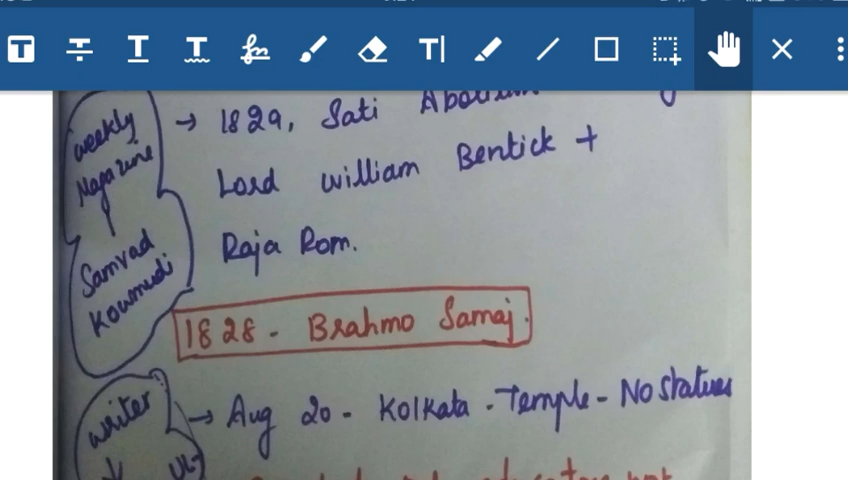 weekly
Magazine
Samvad
Kowmudi
→ 1829, Sati
Lord william Bentick +
Raja Rom.
1828 - Brahmo Samaj.
writer
→ Aug 20 - Kolkata - Temple - No statues